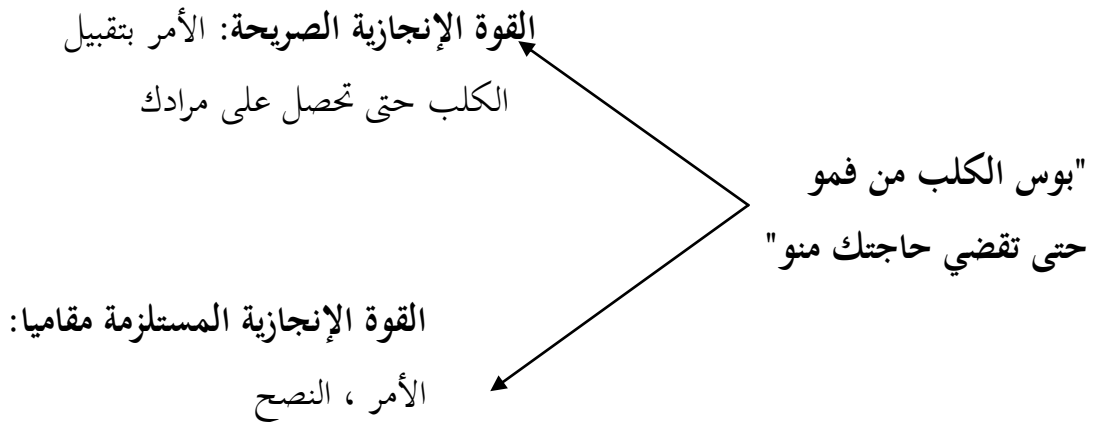 القوة الإنجازية الصريحة: الأمر بتقبيل
الكلب حتى تحصل على مرادك
"بوس الكلب من فمو
حتى تقضي حاجتك منو"
القوة الإنجازية المستلزمة مقاميا:
الأمر ، النصح